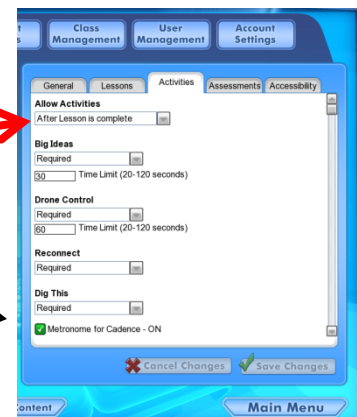 Class Management
User Management
Account Settings
General Lessons Activities Assessments Accessibility
Allow Activities
After Lesson is complete
Big Ideas
Required
30 Time Limit (20-120 seconds)
Drone Control
Required
60 Time Limit (20-120 seconds)
Reconnect
Required
Dig This
Required
Metronome for Cadence - ON
Cancel Changes Save Changes
ontent Main Menu